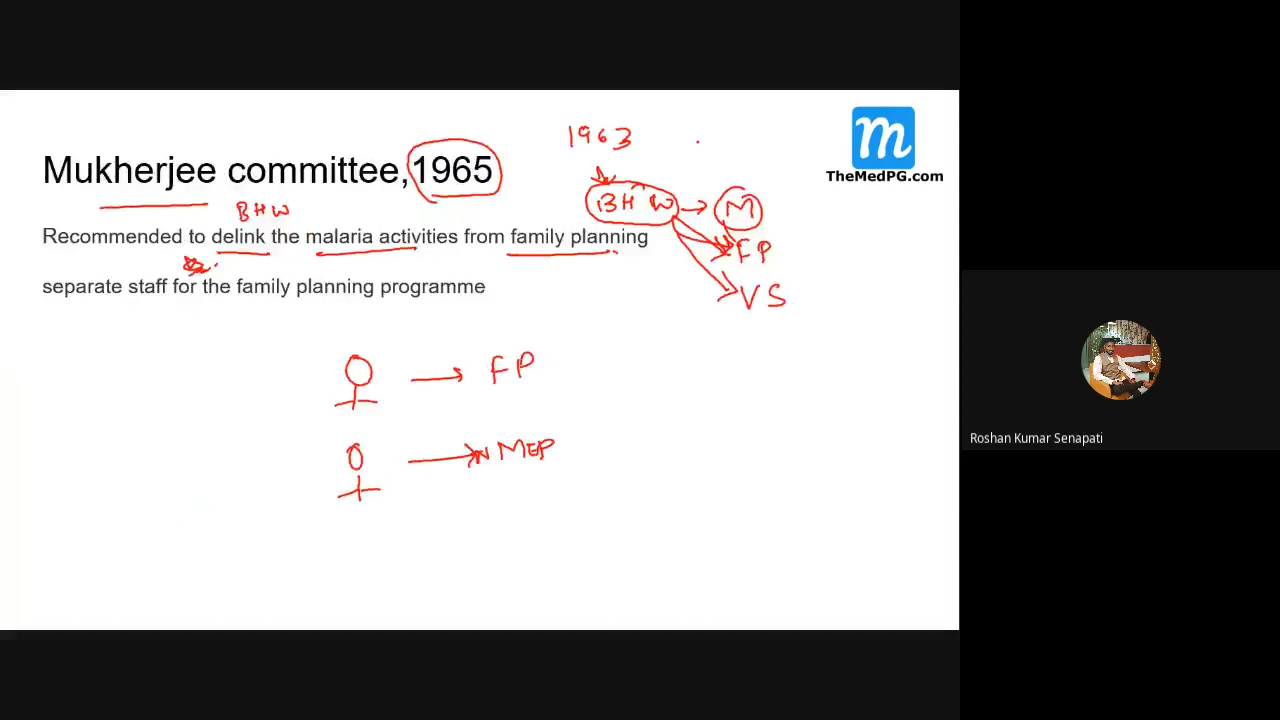 1963
Mukherjee committee,1965
TheMedPG.com
BHW → M
BHW
Recommended to delink the malaria activities from family planning
FP
separate staff for the family planning programme
VS
→ FP
→ NMEP
Roshan Kumar Senapati